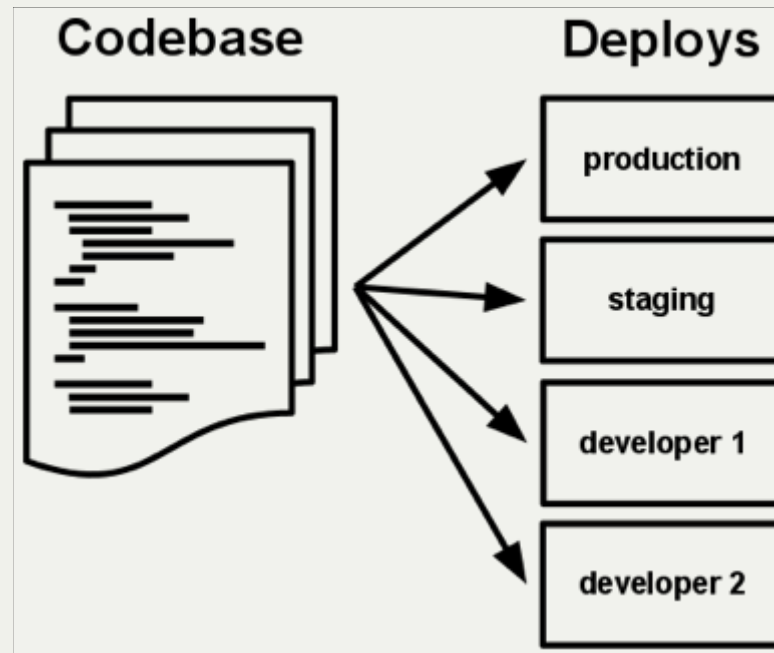 Codebase
Deploys
production
staging
developer 1
developer 2